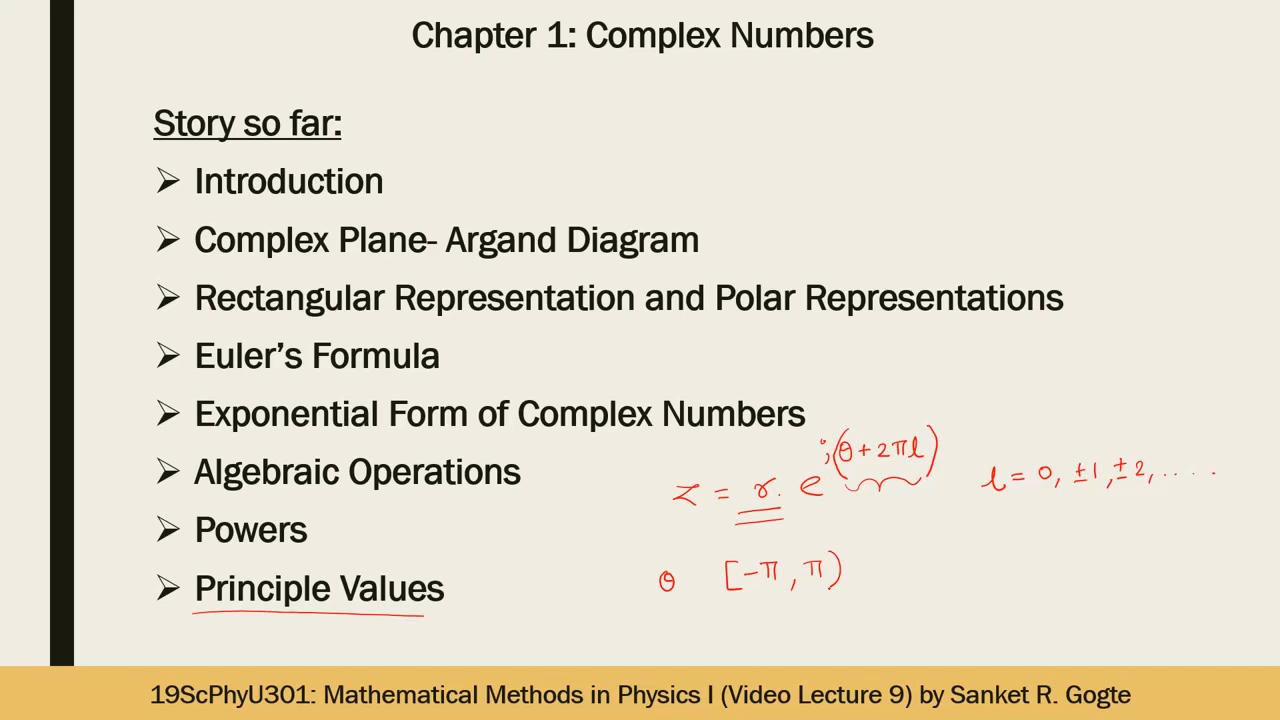 Chapter 1: Complex Numbers
Story so far:
➢ Introduction
➢ Complex Plane- Argand Diagram
➢ Rectangular Representation and Polar Representations
➢ Euler’s Formula
➢ Exponential Form of Complex Numbers
➢ Algebraic Operations
z = r. e^{i(θ+2πl)} l = 0, ±1, ±2, .....
➢ Powers
➢ Principle Values
θ [-π, π)
19ScPhyU301: Mathematical Methods in Physics I (Video Lecture 9) by Sanket R. Gogte